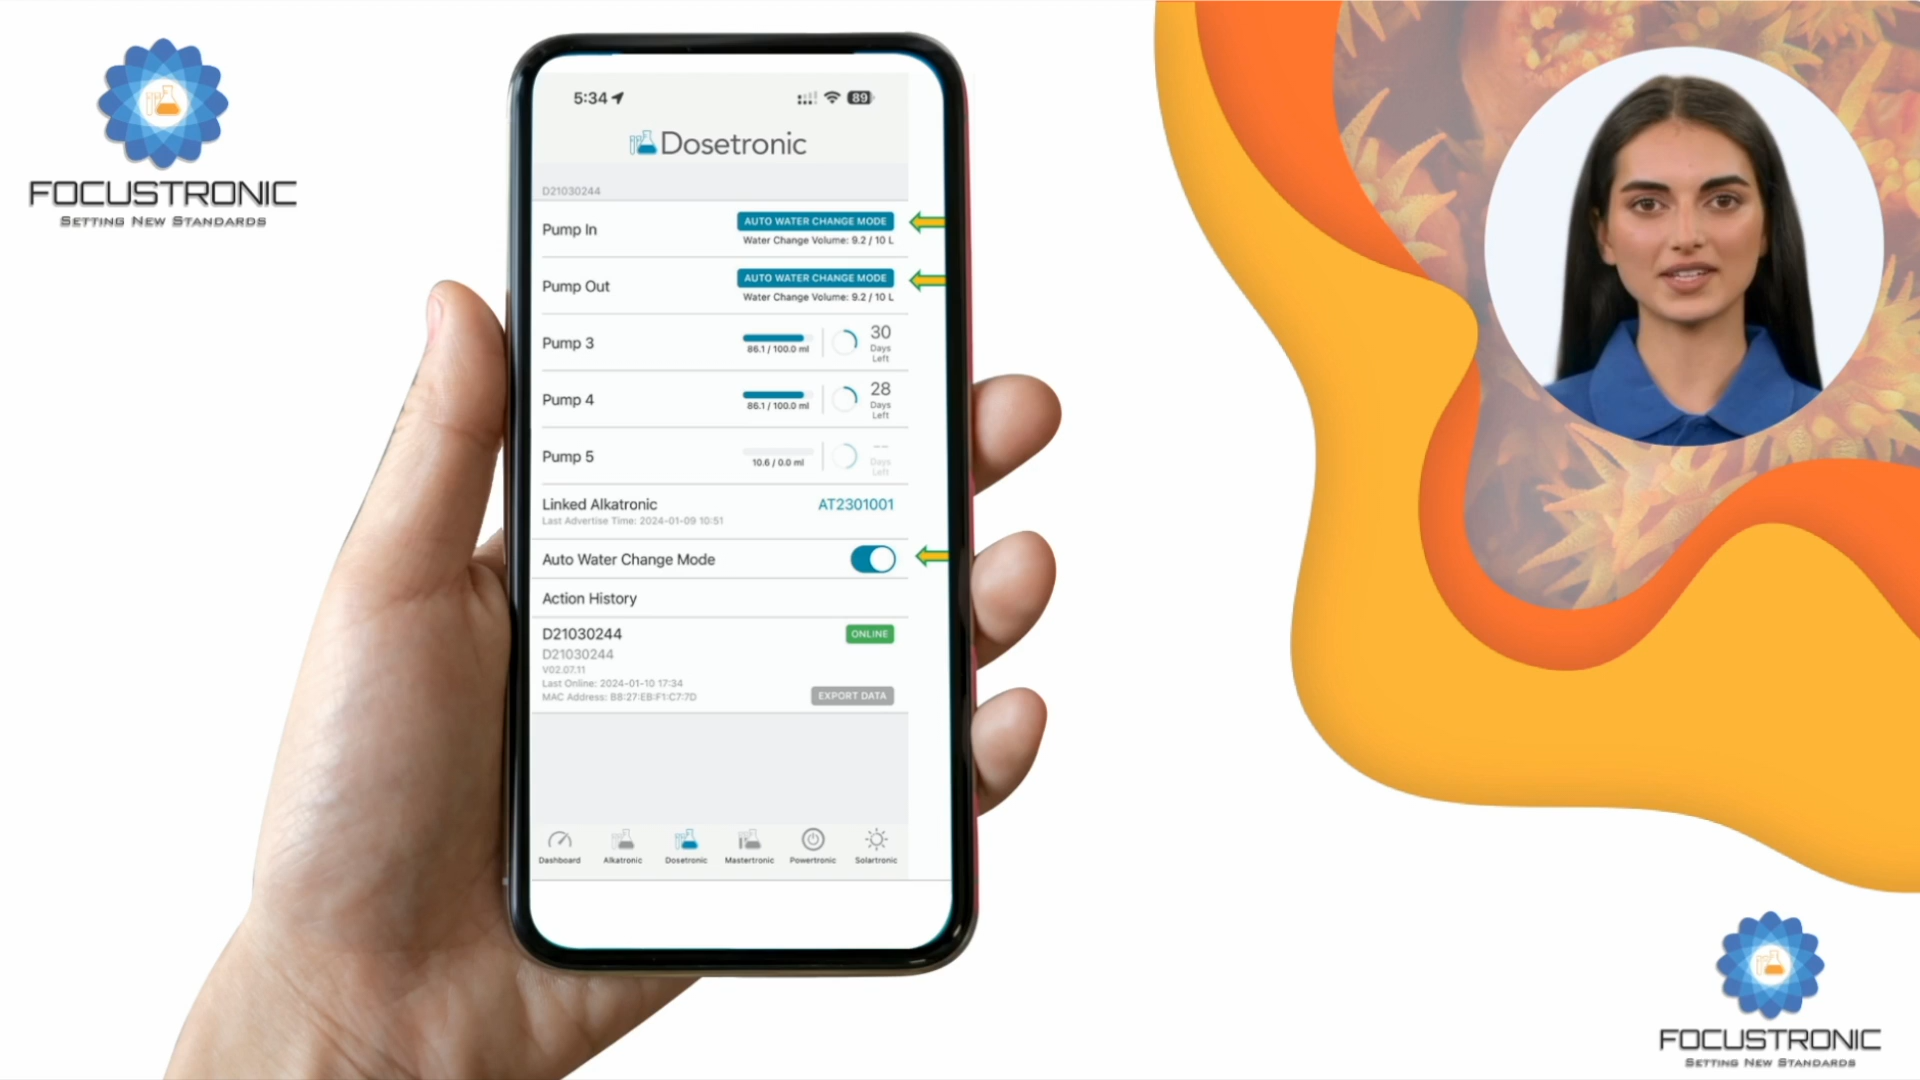 FOCUSTRONIC
SETTING NEW STANDARDS
5:34
89
Dosetronic
D21030244
Pump In
AUTO WATER CHANGE MODE
Water Change Volume: 9.2 / 10 L
Pump Out
AUTO WATER CHANGE MODE
Water Change Volume: 9.2 / 10 L
Pump 3
86.1 / 100.0 ml
30
Days
Left
Pump 4
86.1 / 100.0 ml
28
Days
Left
Pump 5
10.6 / 0.0 ml
--
Days
Left
Linked Alkatronic
AT2301001
Last Advertise Time: 2024-01-09 10:51
Auto Water Change Mode
Action History
D21030244
ONLINE
D21030244
V02.07.11
Last Online: 2024-01-10 17:34
MAC Address: B8:27:EB:F1:C7:7D
EXPORT DATA
Dashboard
Alkatronic
Dosetronic
Mastertronic
Powertronic
Solartronic
FOCUSTRONIC
SETTING NEW STANDARDS